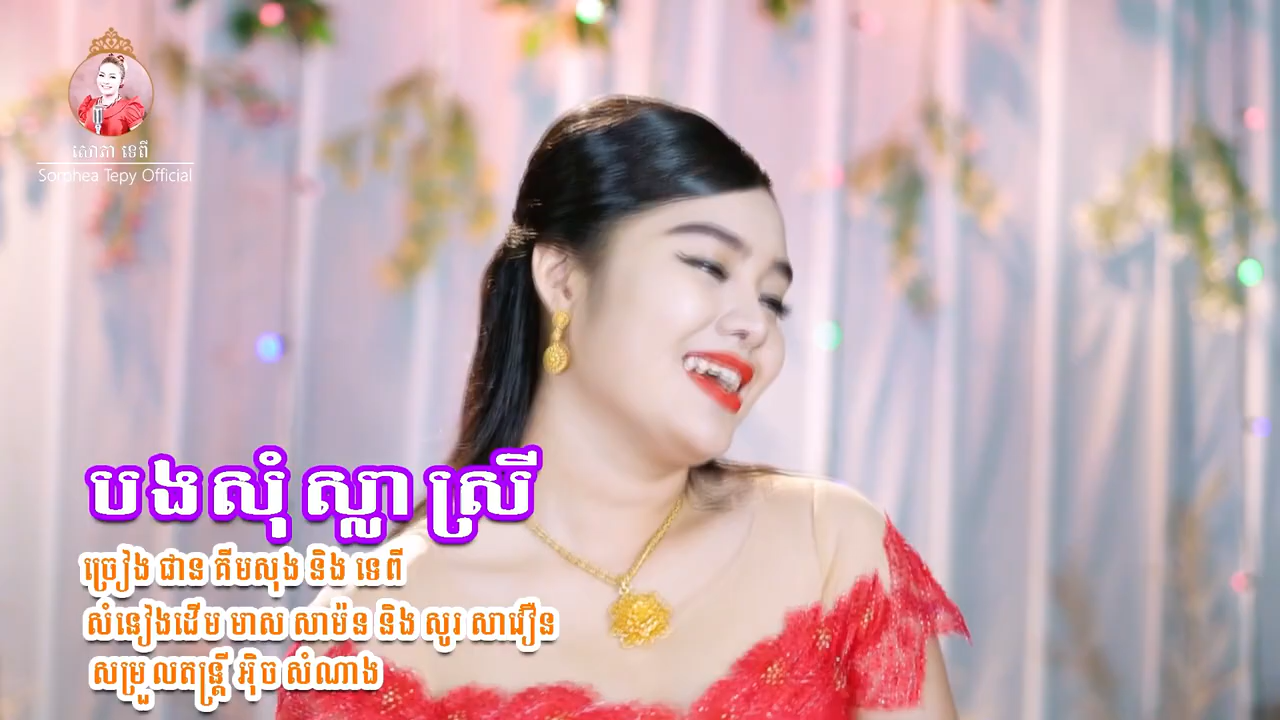 សោភា ទេពី
Sorphea Tepy Official
បងសុំ ស្លា ស្រី
ច្រៀង ផាន គីមសុង និង ទេពី
សំនៀងដើម មាស សាម៉ន និង សូរ សាវឿន
សម្រួលតន្ត្រី អ៊ិច សំណាង